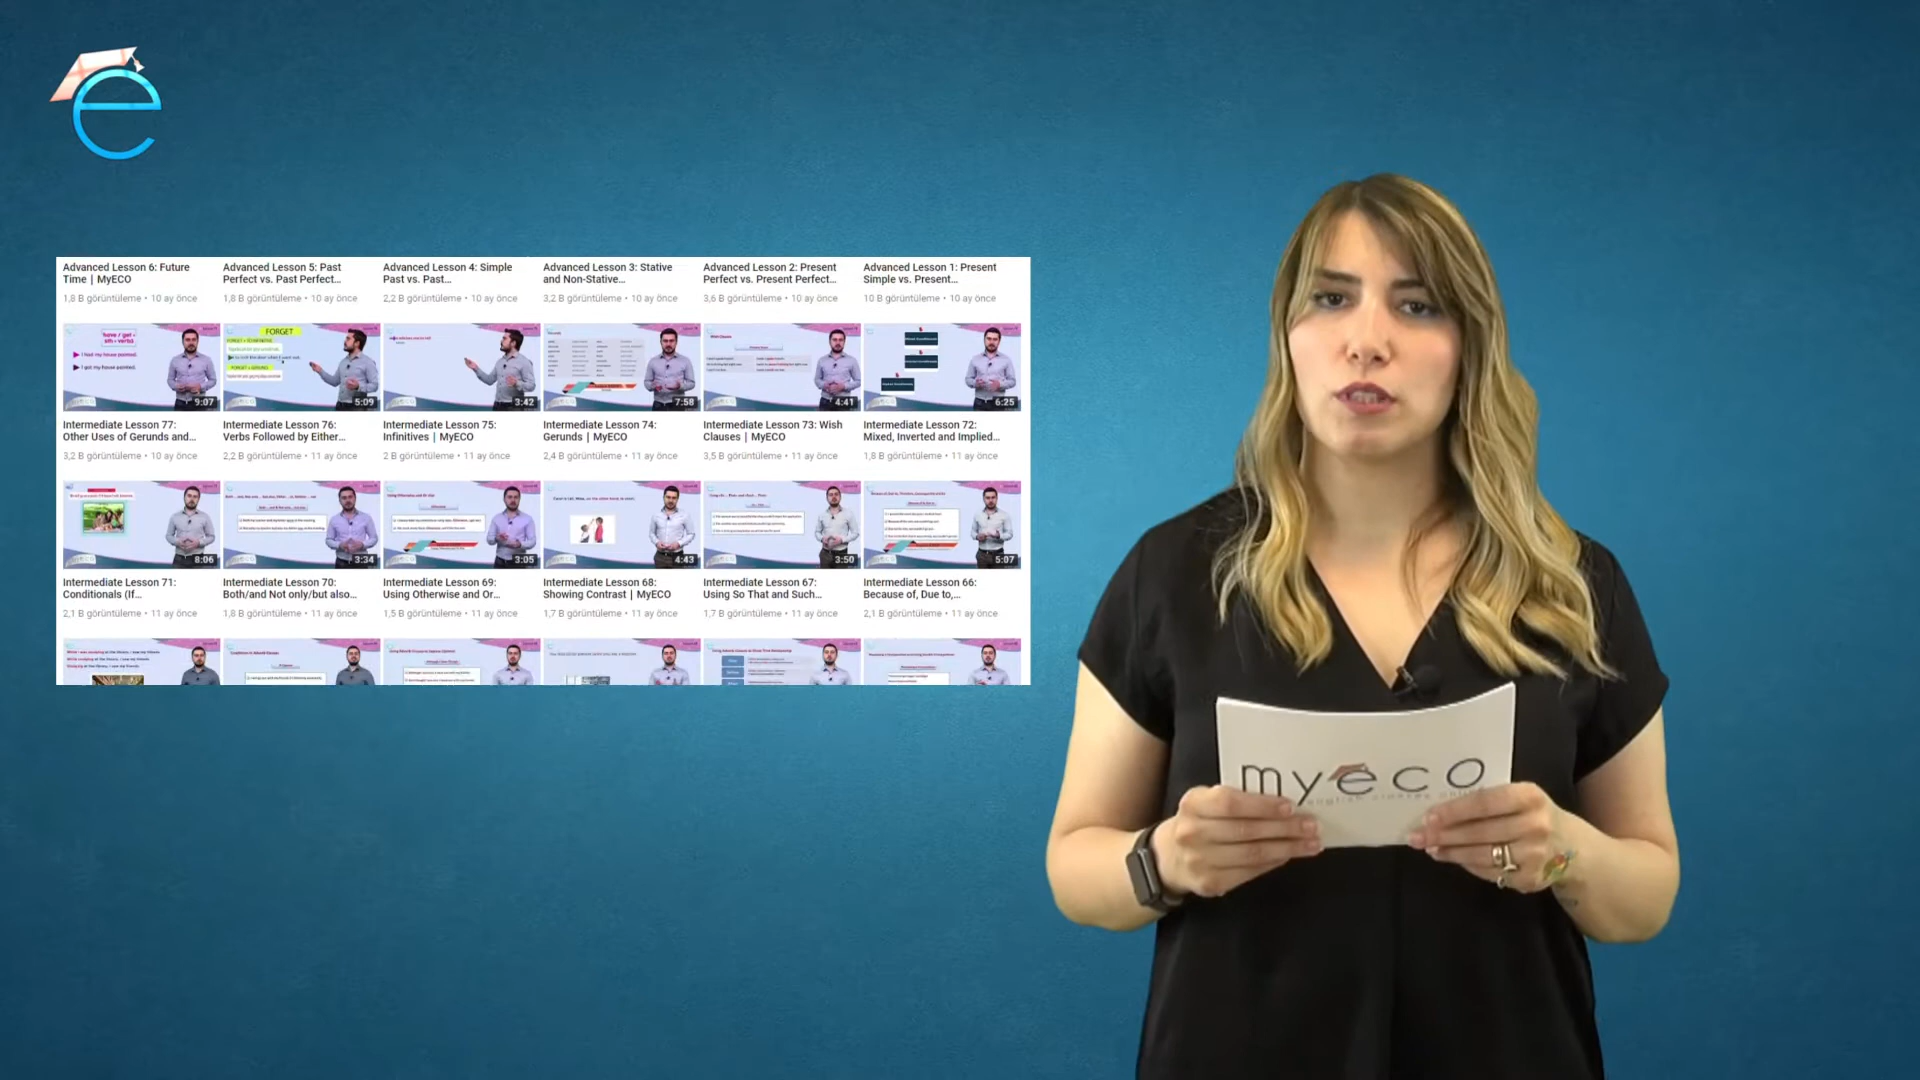 Advanced Lesson 6: Future
Time | MyECO
1,8 B görüntüleme • 10 ay önce
Advanced Lesson 5: Past
Perfect vs. Past Perfect...
1,8 B görüntüleme • 10 ay önce
Advanced Lesson 4: Simple
Past vs. Past...
2,2 B görüntüleme • 10 ay önce
Advanced Lesson 3: Stative
and Non-Stative...
3,2 B görüntüleme • 10 ay önce
Advanced Lesson 2: Present
Perfect vs. Present Perfect...
3,6 B görüntüleme • 10 ay önce
Advanced Lesson 1: Present
Simple vs. Present...
10 B görüntüleme • 10 ay önce
have / get +
sth + verb3
I had my house painted.
I got my house painted.
9:07
FORGET
5:09
3:42
7:58
4:41
6:25
Intermediate Lesson 77:
Other Uses of Gerunds and...
3,2 B görüntüleme • 10 ay önce
Intermediate Lesson 76:
Verbs Followed by Either...
2,2 B görüntüleme • 11 ay önce
Intermediate Lesson 75:
Infinitives | MyECO
2 B görüntüleme • 11 ay önce
Intermediate Lesson 74:
Gerunds | MyECO
2,4 B görüntüleme • 11 ay önce
Intermediate Lesson 73: Wish
Clauses | MyECO
3,5 B görüntüleme • 11 ay önce
Intermediate Lesson 72:
Mixed, Inverted and Implied...
1,8 B görüntüleme • 11 ay önce
8:06
3:34
3:05
4:43
3:50
5:07
Intermediate Lesson 71:
Conditionals (If...
2,1 B görüntüleme • 11 ay önce
Intermediate Lesson 70:
Both/and Not only/but also...
1,8 B görüntüleme • 11 ay önce
Intermediate Lesson 69:
Using Otherwise and Or...
1,5 B görüntüleme • 11 ay önce
Intermediate Lesson 68:
Showing Contrast | MyECO
1,7 B görüntüleme • 11 ay önce
Intermediate Lesson 67:
Using So That and Such...
1,7 B görüntüleme • 11 ay önce
Intermediate Lesson 66:
Because of, Due to,...
2,1 B görüntüleme • 11 ay önce
myeco